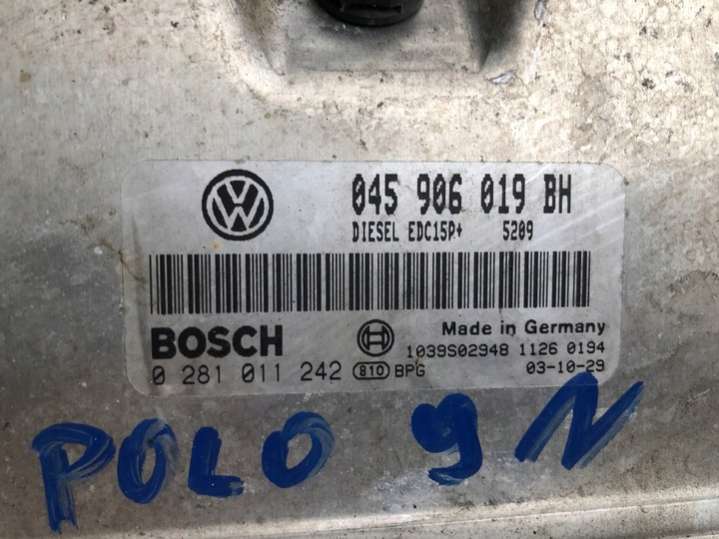 045 906 019 BH
DIESEL EDC15P+ 5209
BOSCH
Made in Germany
1039S02948 1126 0194
0 281 011 242 810 BPG 03-10-29
POLO 9N